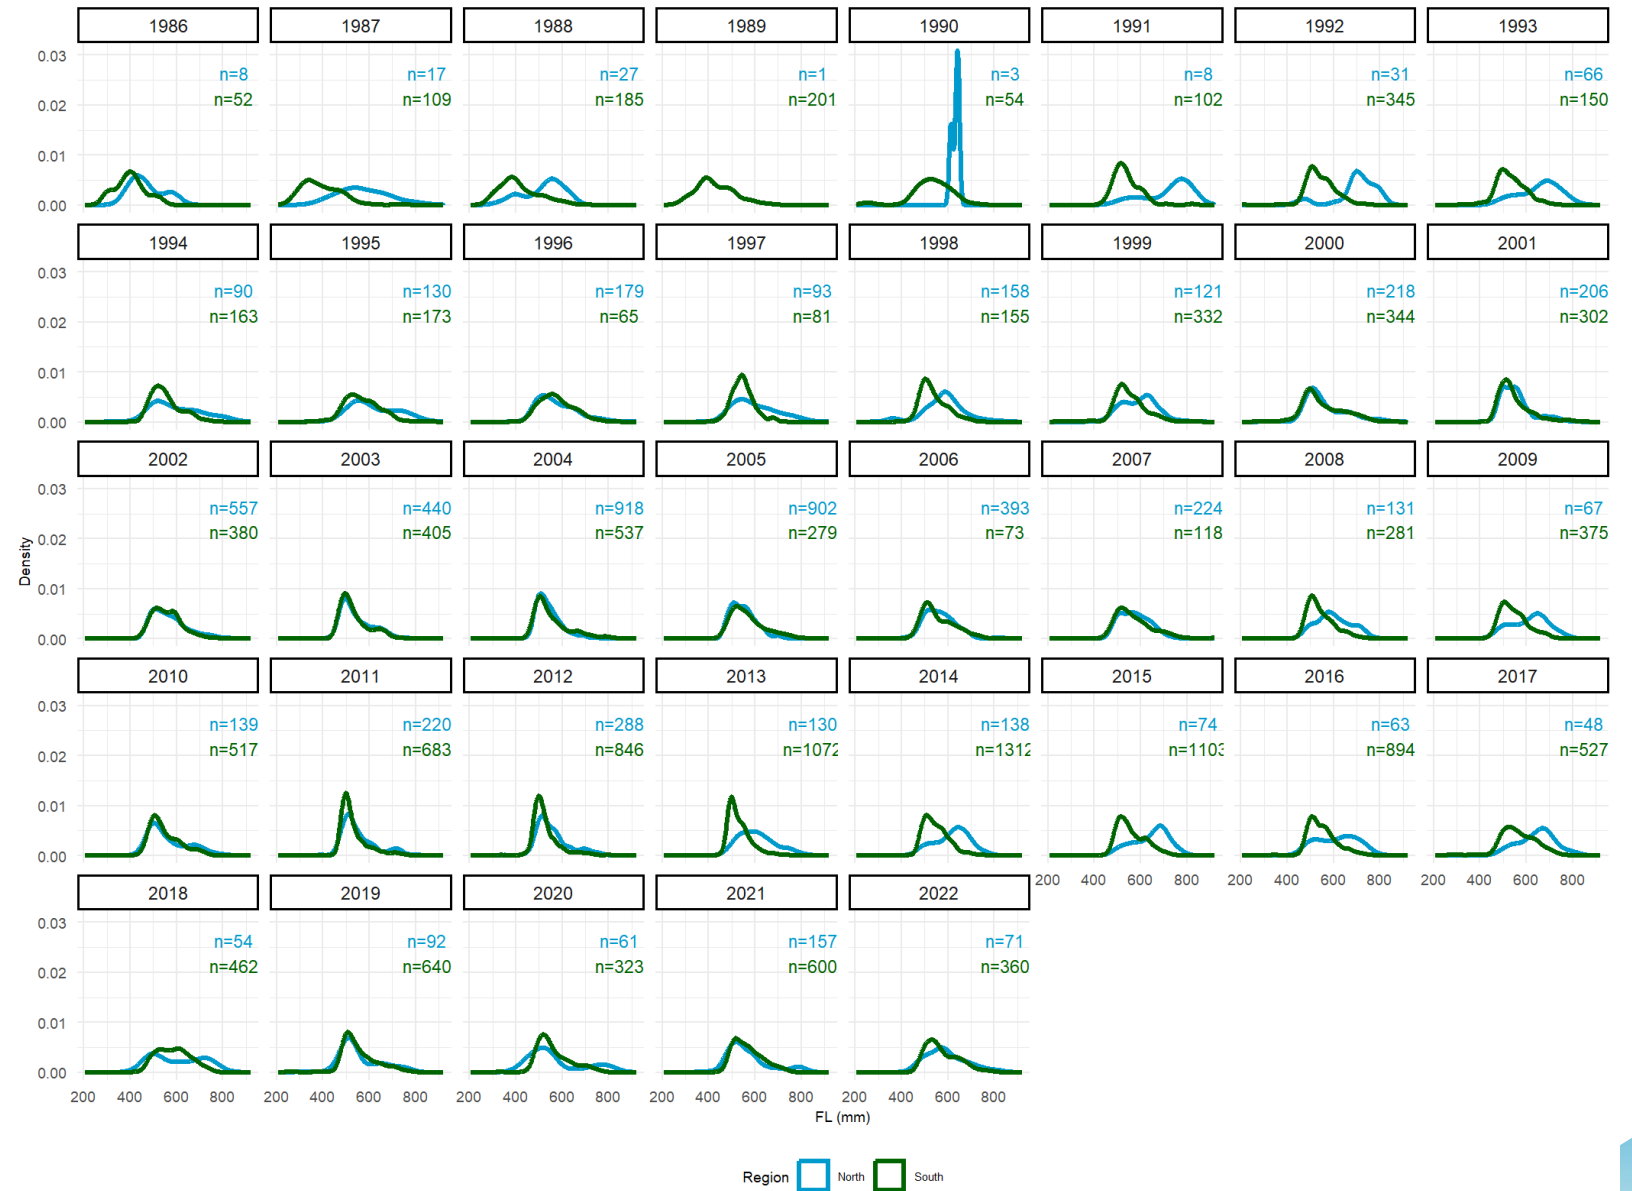 1986 1987 1988 1989 1990 1991 1992 1993
0.03
n=8 n=17 n=27 n=1 n=3 n=8 n=31 n=66
0.02 n=52 n=109 n=185 n=201 n=54 n=102 n=345 n=150
0.01
0.00
1994 1995 1996 1997 1998 1999 2000 2001
0.03
n=90 n=130 n=179 n=93 n=158 n=121 n=218 n=206
0.02 n=163 n=173 n=65 n=81 n=155 n=332 n=344 n=302
0.01
0.00
2002 2003 2004 2005 2006 2007 2008 2009
0.03
n=557 n=440 n=918 n=902 n=393 n=224 n=131 n=67
0.02 n=380 n=405 n=537 n=279 n=73 n=118 n=281 n=375
Density
0.01
0.00
2010 2011 2012 2013 2014 2015 2016 2017
0.03
n=139 n=220 n=288 n=130 n=138 n=74 n=63 n=48
0.02 n=517 n=683 n=846 n=1072 n=1312 n=1103 n=894 n=527
0.01
0.00
200 400 600 800 200 400 600 800 200 400 600 800
2018 2019 2020 2021 2022
0.03
n=54 n=92 n=61 n=157 n=71
0.02 n=462 n=640 n=323 n=600 n=360
0.01
0.00
200 400 600 800 200 400 600 800 200 400 600 800 200 400 600 800 200 400 600 800
FL (mm)
Region North South